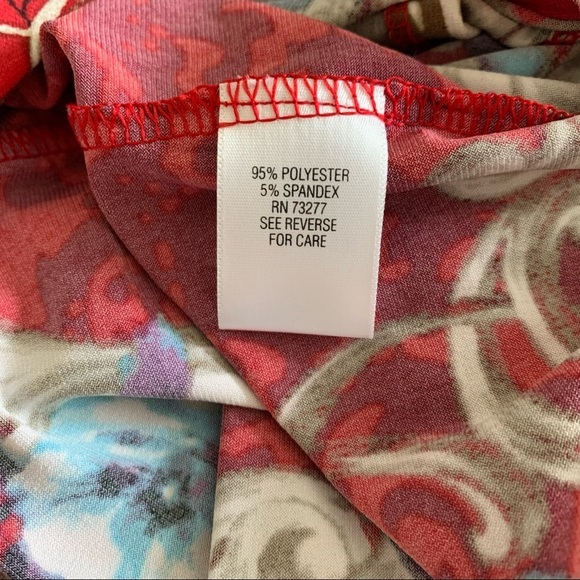 95% POLYESTER
5% SPANDEX
RN 73277
SEE REVERSE
FOR CARE